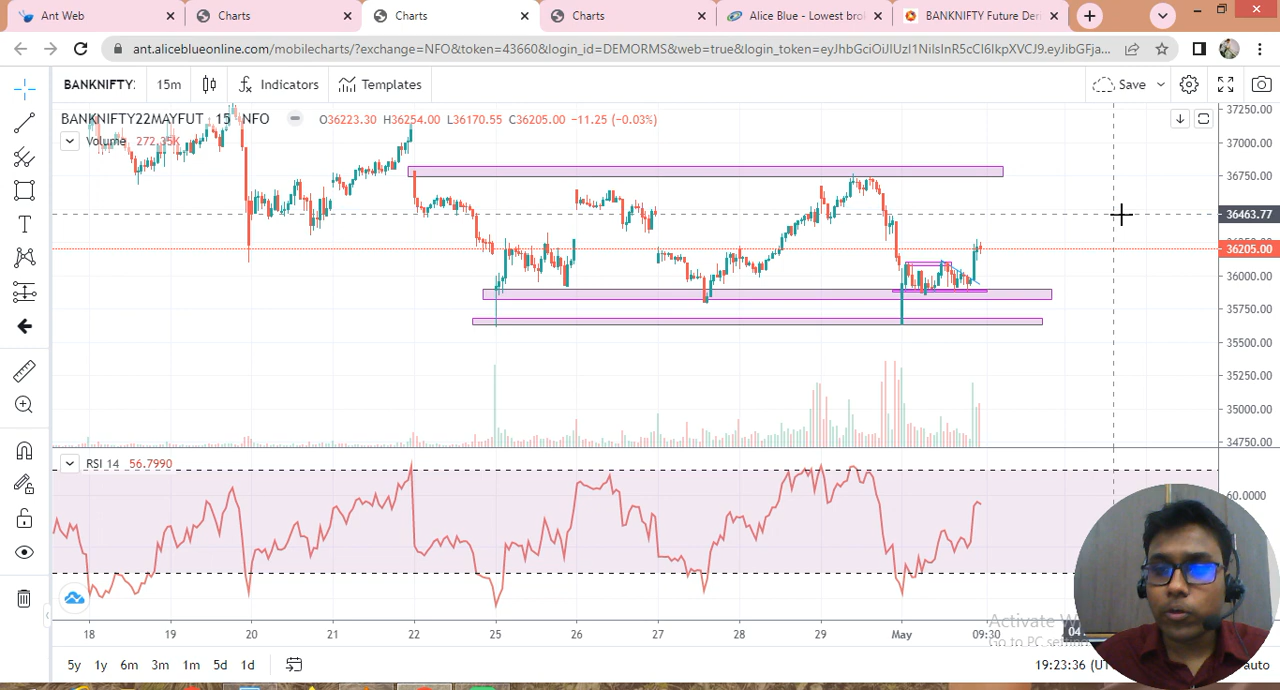 Ant Web
Charts
Charts
Charts
Alice Blue - Lowest bro
BANKNIFTY Future Deri
ant.aliceblueonline.com/mobilecharts/?exchange=NFO&token=43660&login_id=DEMORMS&web=true&login_token=
BANKNIFTY:
15m
Indicators
Templates
Save
BANKNIFTY22MAYFUT · 15 NFO
O36223.30 H36254.00 L36170.55 C36205.00 -11.25 (-0.03%)
Volume 272.35K
37250.00
37000.00
36750.00
36463.77
36205.00
36000.00
35750.00
35500.00
35250.00
35000.00
34750.00
RSI 14 56.7990
60.0000
Activate
Go to PC
18 19 20 21 22 25 26 27 28 29 May 09:30
5y 1y 6m 3m 1m 5d 1d
19:23:36
auto